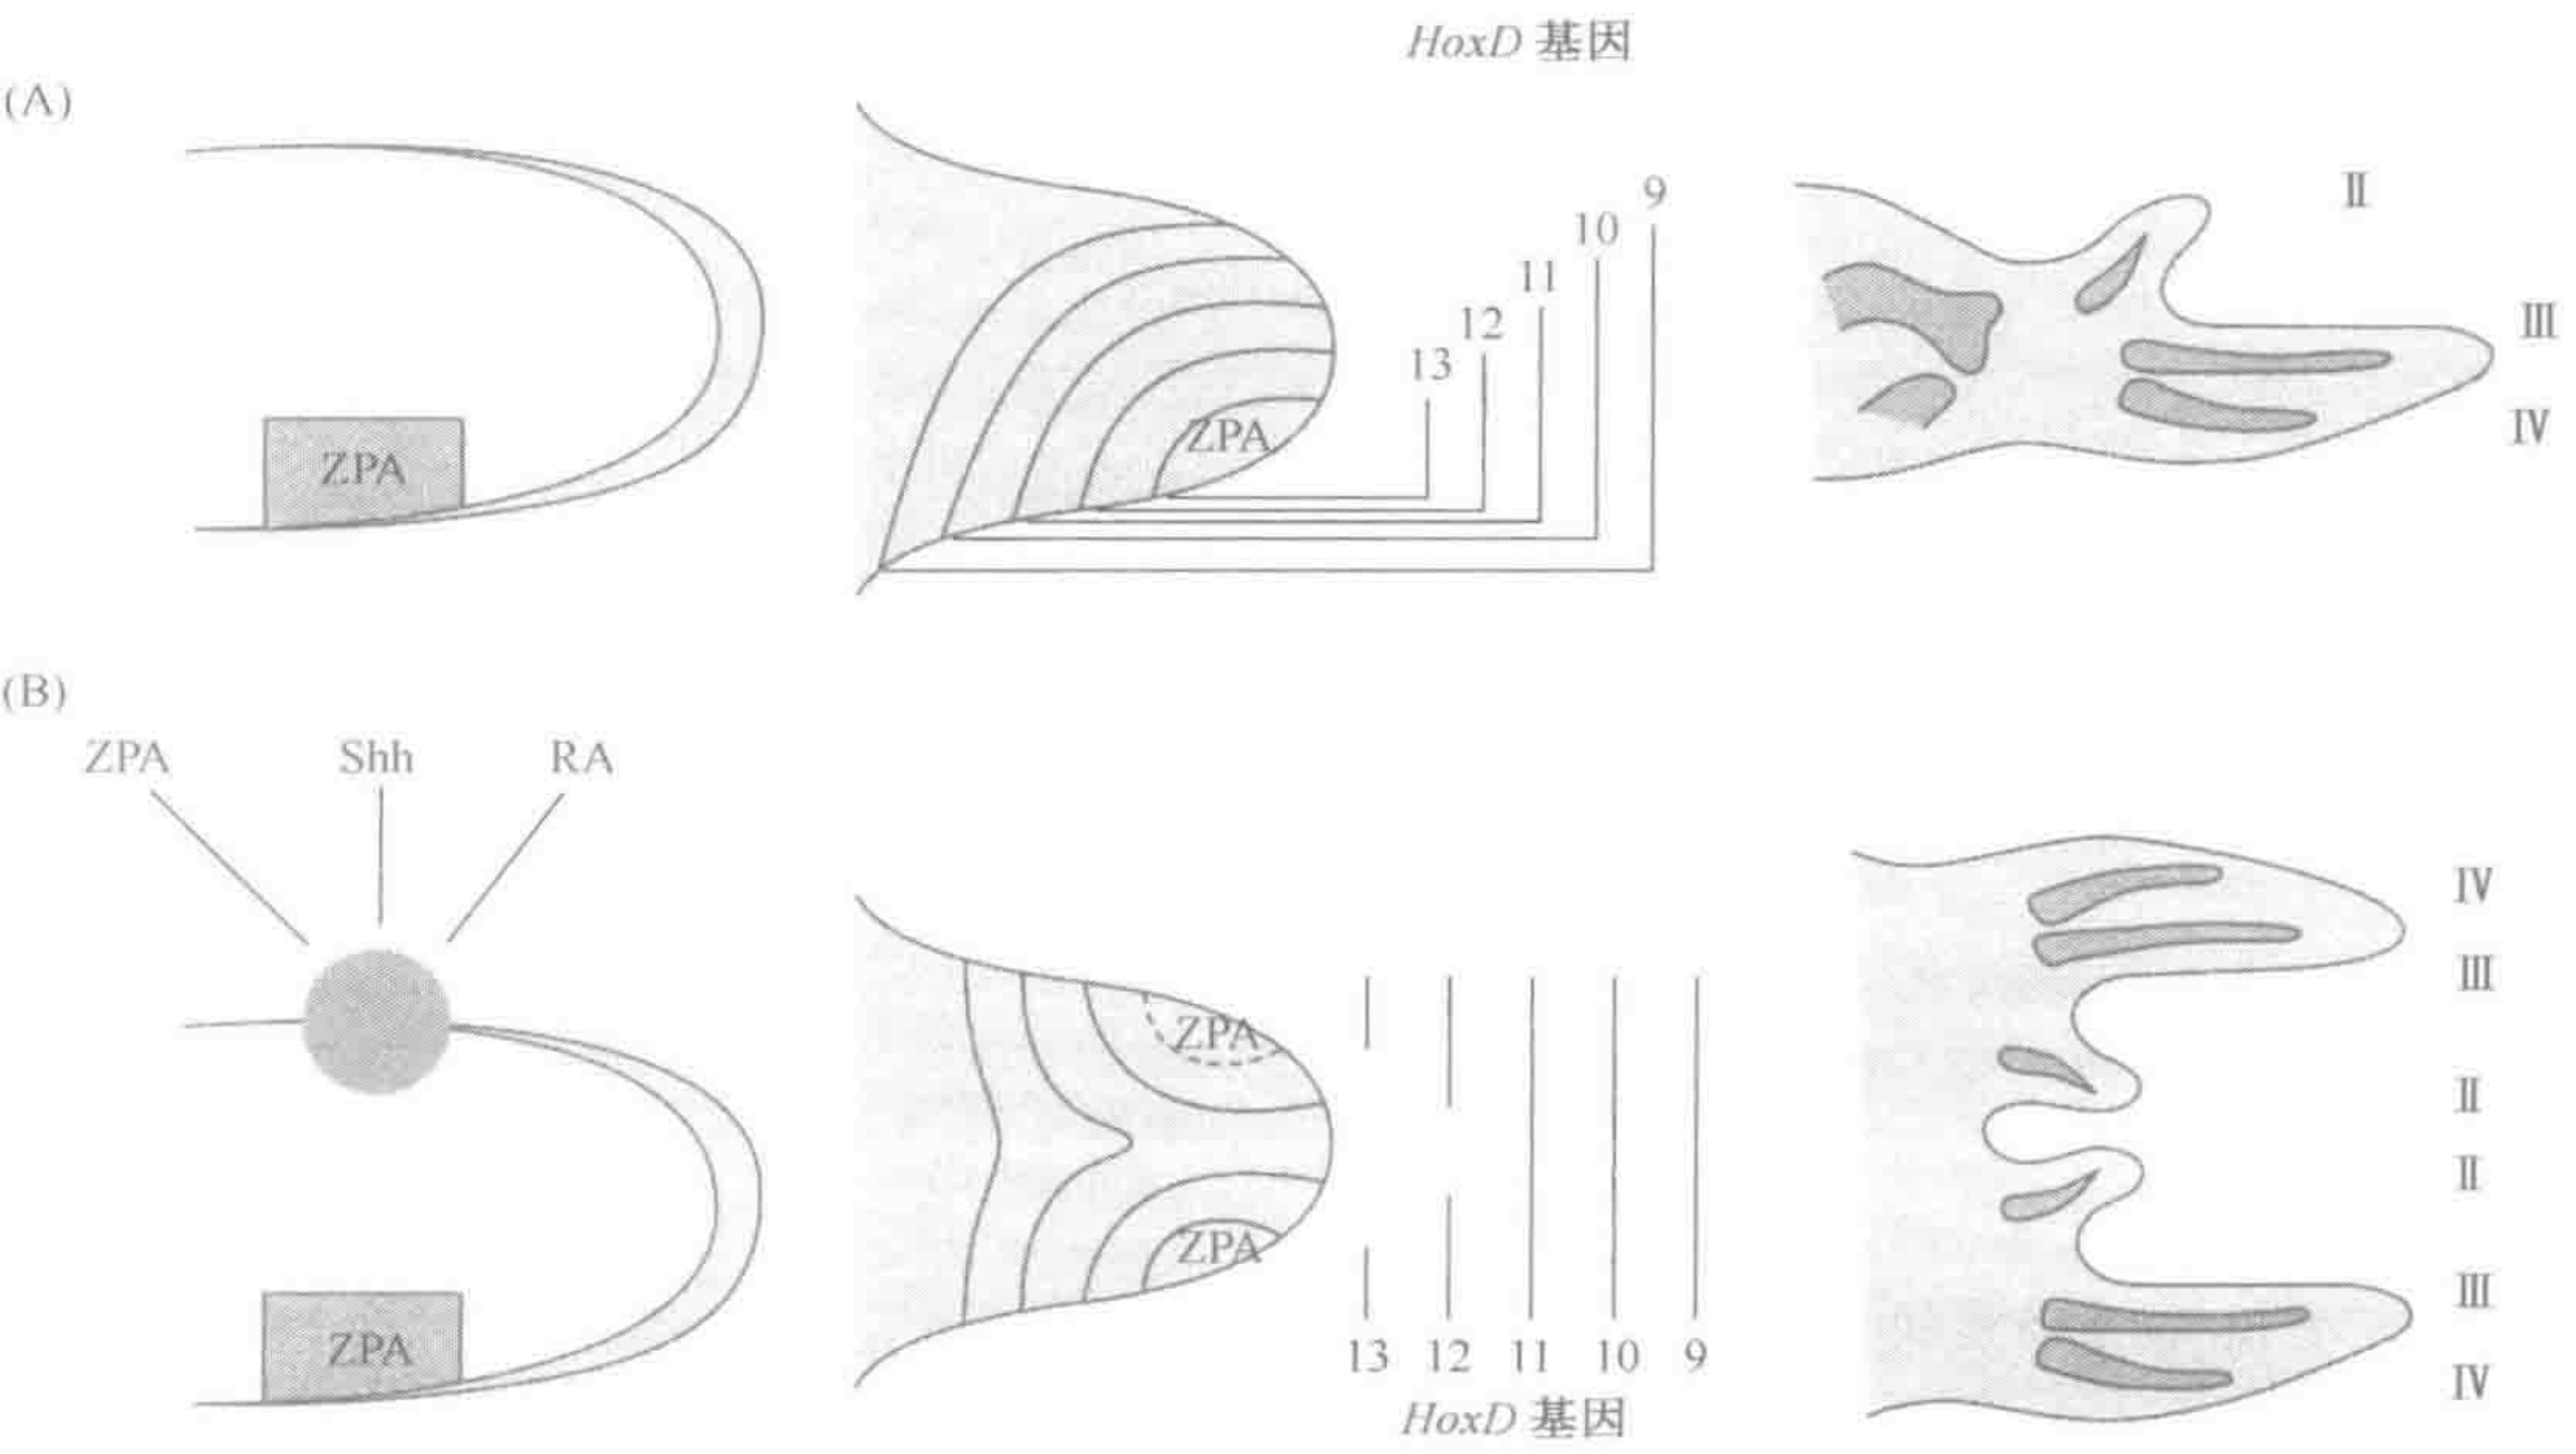 HoxD 基因
(A)
ZPA
ZPA
13
12
11
10
9
II
III
IV
(B)
ZPA Shh RA
ZPA
ZPA
ZPA
13 12 11 10 9
HoxD 基因
IV
III
II
II
III
IV